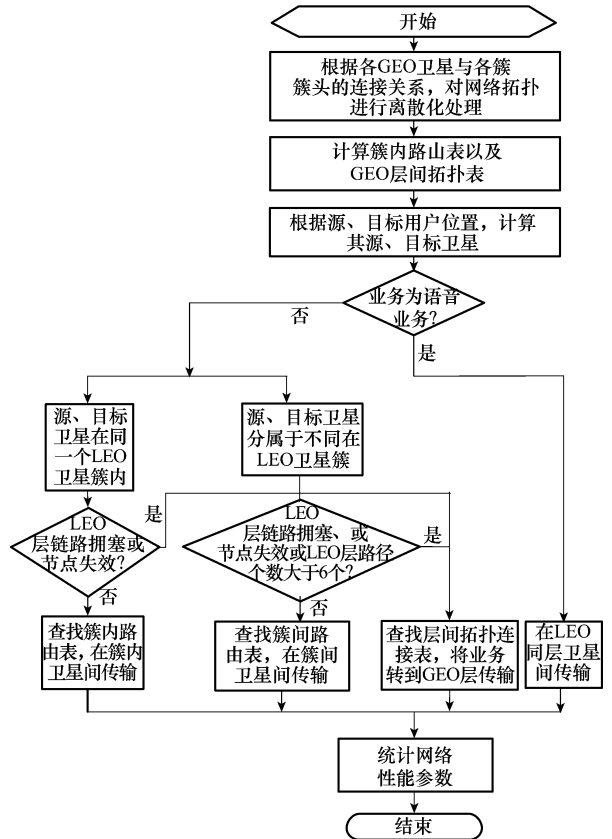 开始
根据各GEO卫星与各簇
簇头的连接关系，对网络拓扑
进行离散化处理
计算簇内路山表以及
GEO层间拓扑表
根据源、目标用户位置，计算
其源、目标卫星
业务为语音
业务？
否
是
源、目标
卫星在同
一个LEO
卫星簇内
源、目标卫星
分属于不同在
LEO卫星簇
LEO
层链路拥塞或
节点失效？
是
否
LEO
层链路拥塞、或
节点失效或LEO层路径
个数大于6个？
是
否
查找簇内路
由表，在簇内
卫星间传输
查找簇间路
由表，在簇间
卫星间传输
查找层间拓扑连
接表，将业务
转到GEO层传输
在LEO
同层卫星
间传输
统计网络
性能参数
结束